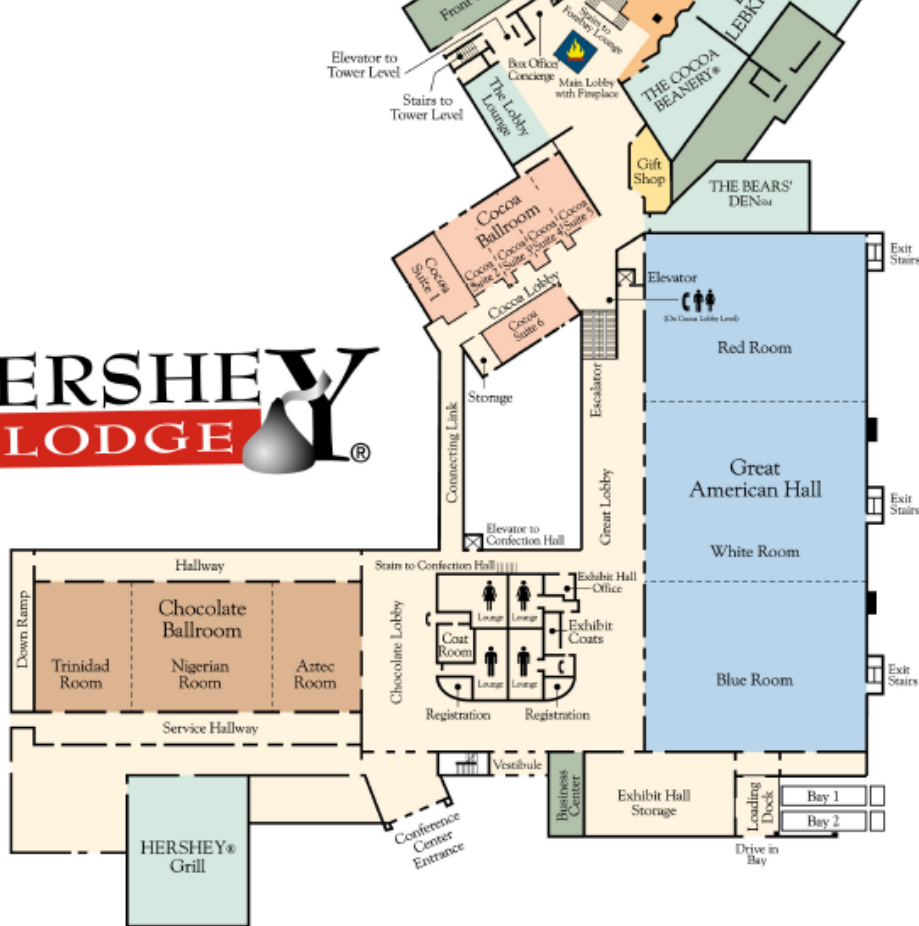 Front
Elevator to
Tower Level
Stairs to
Tower Level
Box Office/
Concierge
Stairs to
Forebay Lounge
Main Lobby
with Fireplace
The Lobby
Lounge
THE COCOA
BEANERY®
Gift
Shop
THE BEARS'
DENSM
Cocoa
Ballroom
Cocoa
Suite 1
Cocoa
Suite 2
Cocoa
Suite 3
Cocoa
Suite 4
Cocoa
Suite 5
Cocoa Lobby
Cocoa
Suite 6
Storage
Elevator
(On Cocoa Lobby Level)
Exit
Stairs
Red Room
Escalator
ERSHEY
LODGE®
Connecting Link
Great Lobby
Great
American Hall
Exit
Stairs
White Room
Elevator to
Confection Hall
Stairs to Confection Hall
Hallway
Down Ramp
Chocolate
Ballroom
Trinidad
Room
Nigerian
Room
Aztec
Room
Chocolate Lobby
Lounge
Lounge
Exhibit Hall
Office
Coat
Room
Exhibit
Coats
Lounge
Lounge
Registration
Registration
Blue Room
Exit
Stairs
Service Hallway
Vestibule
Business
Center
Exhibit Hall
Storage
Loading
Dock
Bay 1
Bay 2
Drive in
Bay
Conference
Center
Entrance
HERSHEY®
Grill